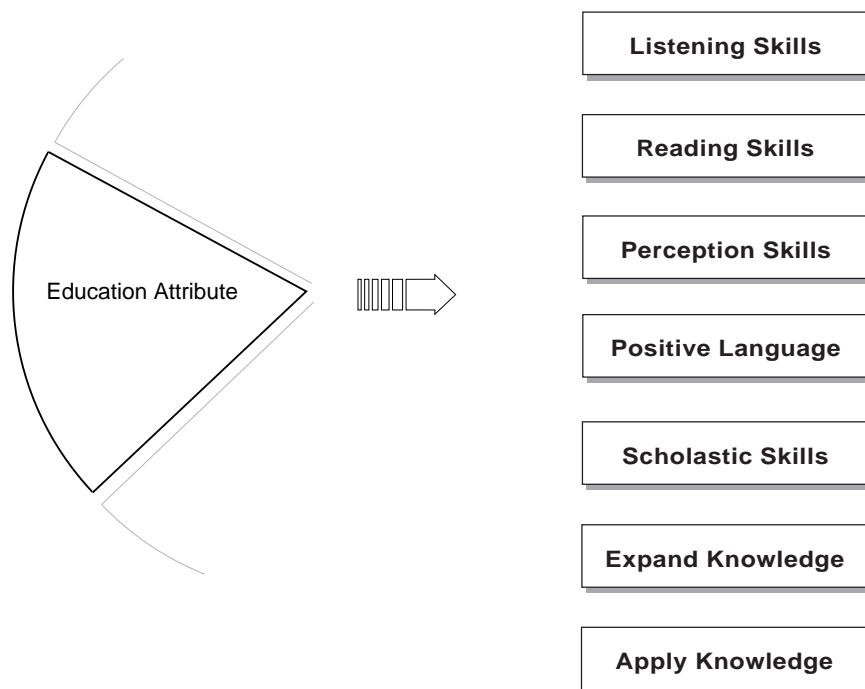 Listening Skills
Reading Skills
Perception Skills
Education Attribute
Positive Language
Scholastic Skills
Expand Knowledge
Apply Knowledge